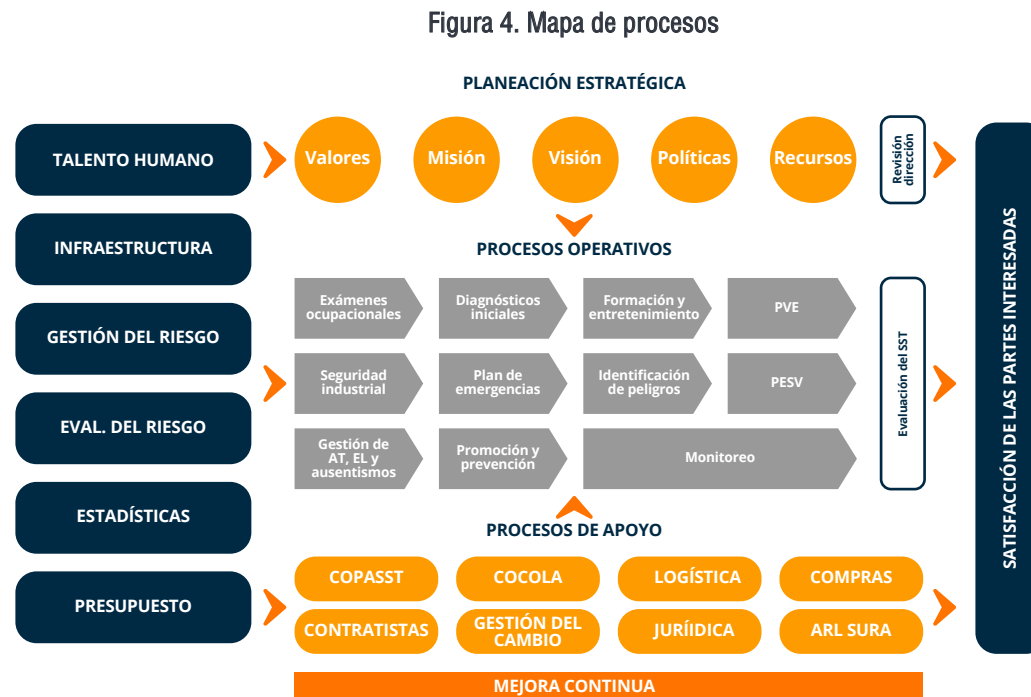 Figura 4. Mapa de procesos
PLANEACIÓN ESTRATÉGICA
TALENTO HUMANO
INFRAESTRUCTURA
GESTIÓN DEL RIESGO
EVAL. DEL RIESGO
ESTADÍSTICAS
PRESUPUESTO
Valores
Misión
Visión
Políticas
Recursos
Revisión
dirección
PROCESOS OPERATIVOS
Exámenes
ocupacionales
Diagnósticos
iniciales
Formación y
entretenimiento
PVE
Seguridad
industrial
Plan de
emergencias
Identificación
de peligros
PESV
Gestión de
AT, EL y
ausentismos
Promoción y
prevención
Monitoreo
Evaluación del SST
PROCESOS DE APOYO
COPASST
COCOLA
LOGÍSTICA
COMPRAS
CONTRATISTAS
GESTIÓN DEL
CAMBIO
JURÍIDICA
ARL SURA
MEJORA CONTINUA
SATISFACCIÓN DE LAS PARTES INTERESADAS